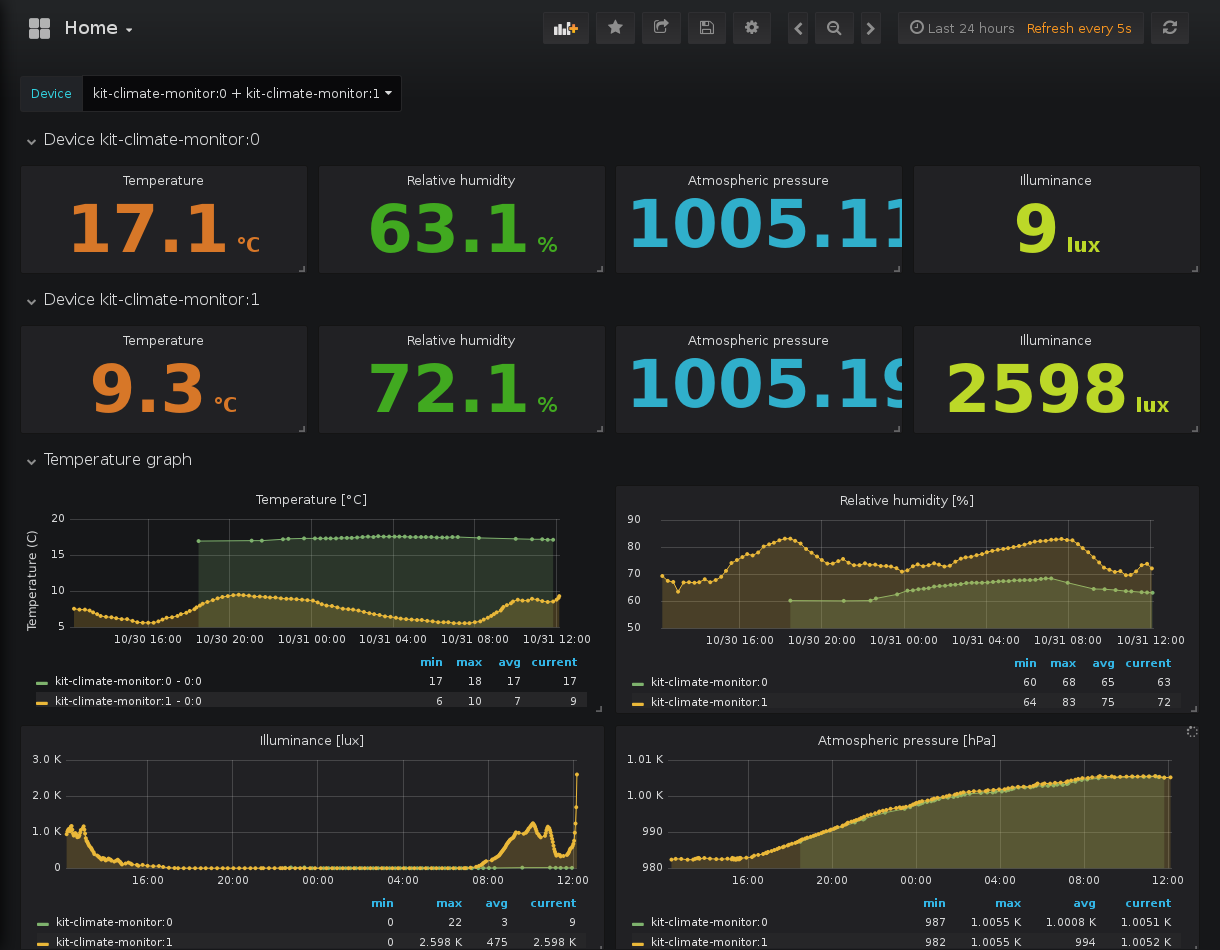 Home
Last 24 hours Refresh every 5s
Device kit-climate-monitor:0 + kit-climate-monitor:1
Device kit-climate-monitor:0
Temperature Relative humidity Atmospheric pressure Illuminance
17.1 °C 63.1 % 1005.11 9 lux
Device kit-climate-monitor:1
Temperature Relative humidity Atmospheric pressure Illuminance
9.3 °C 72.1 % 1005.19 2598 lux
Temperature graph
Temperature [°C]
Temperature (C)
20
15
10
5
10/30 16:00 10/30 20:00 10/31 00:00 10/31 04:00 10/31 08:00 10/31 12:00
min max avg current
kit-climate-monitor:0 - 0:0 17 18 17 17
kit-climate-monitor:1 - 0:0 6 10 7 9
Relative humidity [%]
90
80
70
60
50
10/30 16:00 10/30 20:00 10/31 00:00 10/31 04:00 10/31 08:00 10/31 12:00
min max avg current
kit-climate-monitor:0 60 68 65 63
kit-climate-monitor:1 64 83 75 72
Illuminance [lux]
3.0 K
2.0 K
1.0 K
0
16:00 20:00 00:00 04:00 08:00 12:00
min max avg current
kit-climate-monitor:0 0 22 3 9
kit-climate-monitor:1 0 2.598 K 475 2.598 K
Atmospheric pressure [hPa]
1.01 K
1.00 K
990
980
16:00 20:00 00:00 04:00 08:00 12:00
min max avg current
kit-climate-monitor:0 987 1.0055 K 1.0008 K 1.0051 K
kit-climate-monitor:1 982 1.0055 K 994 1.0052 K